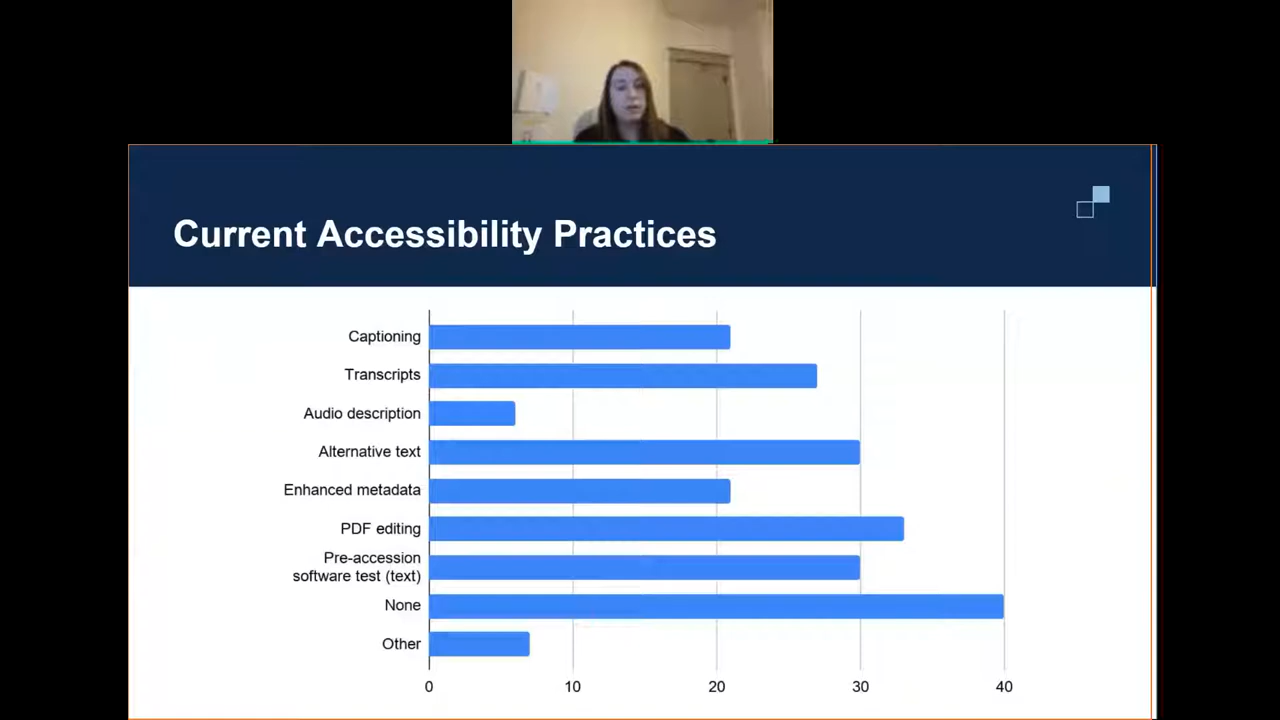 Current Accessibility Practices
Captioning
Transcripts
Audio description
Alternative text
Enhanced metadata
PDF editing
Pre-accession
software test (text)
None
Other
0 10 20 30 40